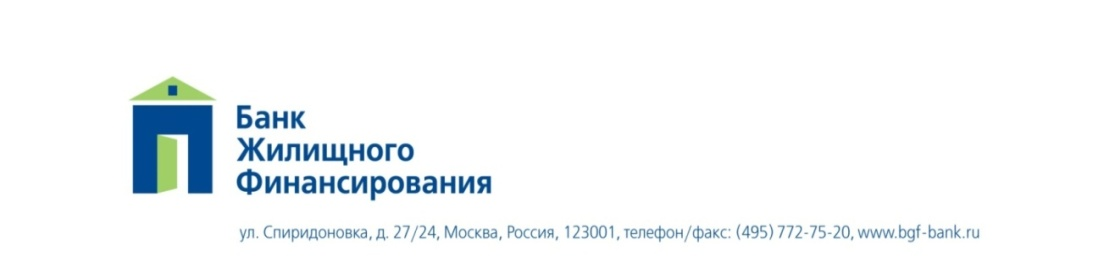 Банк
Жилищного
Финансирования
ул. Спиридоновка, д. 27/24, Москва, Россия, 123001, телефон/факс: (495) 772-75-20, www.bgf-bank.ru